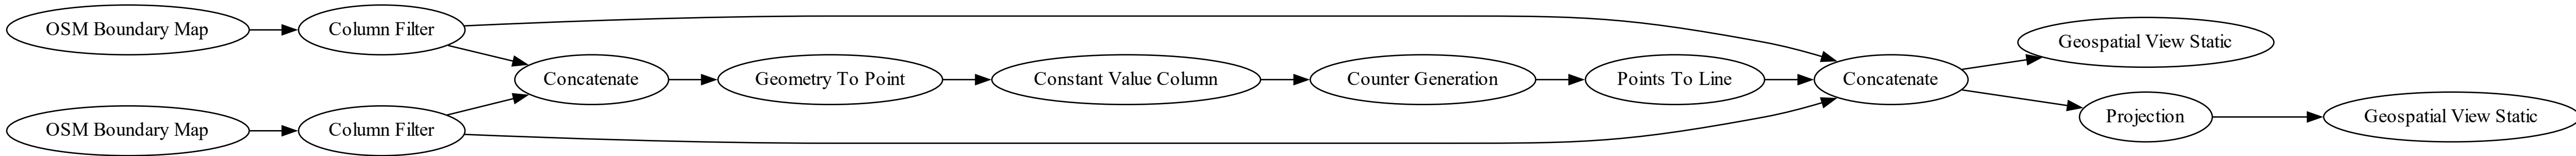 OSM Boundary Map
Column Filter
OSM Boundary Map
Column Filter
Concatenate
Geometry To Point
Constant Value Column
Counter Generation
Points To Line
Concatenate
Geospatial View Static
Projection
Geospatial View Static